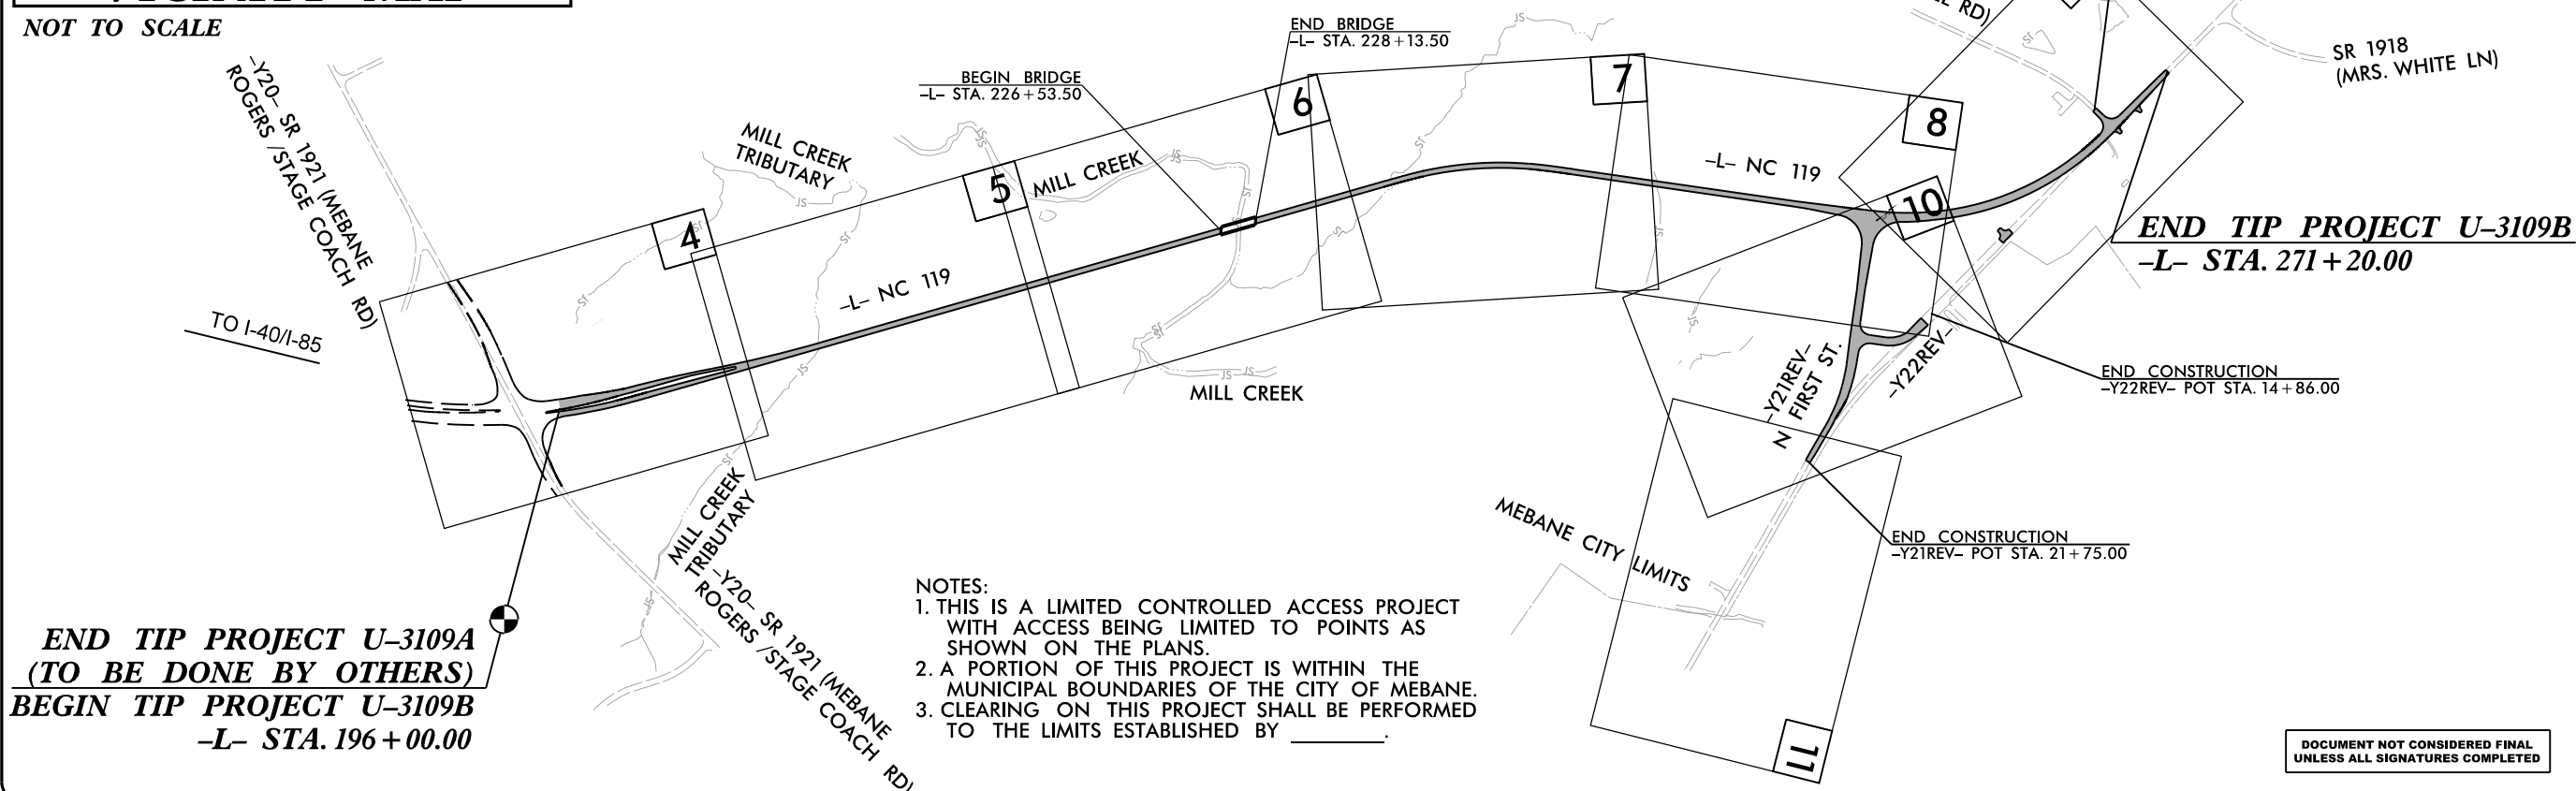 NOT TO SCALE
-Y20- SR 1921 (MEBANE
ROGERS /STAGE COACH RD)
TO I-40/I-85
END BRIDGE
-L- STA. 228+13.50
BEGIN BRIDGE
-L- STA. 226+53.50
MILL CREEK
TRIBUTARY
MILL CREEK
4
5
6
7
8
10
11
-L- NC 119
-L- NC 119
RD)
SR 1918
(MRS. WHITE LN)
END TIP PROJECT U-3109B
-L- STA. 271+20.00
MILL CREEK
-Y21REV-
N FIRST ST.
-Y22REV-
END CONSTRUCTION
-Y22REV- POT STA. 14+86.00
END CONSTRUCTION
-Y21REV- POT STA. 21+75.00
MEBANE CITY LIMITS
MILL CREEK
TRIBUTARY
-Y20- SR 1921 (MEBANE
ROGERS /STAGE COACH RD)
END TIP PROJECT U-3109A
(TO BE DONE BY OTHERS)
BEGIN TIP PROJECT U-3109B
-L- STA. 196+00.00
NOTES:
1. THIS IS A LIMITED CONTROLLED ACCESS PROJECT
WITH ACCESS BEING LIMITED TO POINTS AS
SHOWN ON THE PLANS.
2. A PORTION OF THIS PROJECT IS WITHIN THE
MUNICIPAL BOUNDARIES OF THE CITY OF MEBANE.
3. CLEARING ON THIS PROJECT SHALL BE PERFORMED
TO THE LIMITS ESTABLISHED BY ________.
DOCUMENT NOT CONSIDERED FINAL
UNLESS ALL SIGNATURES COMPLETED